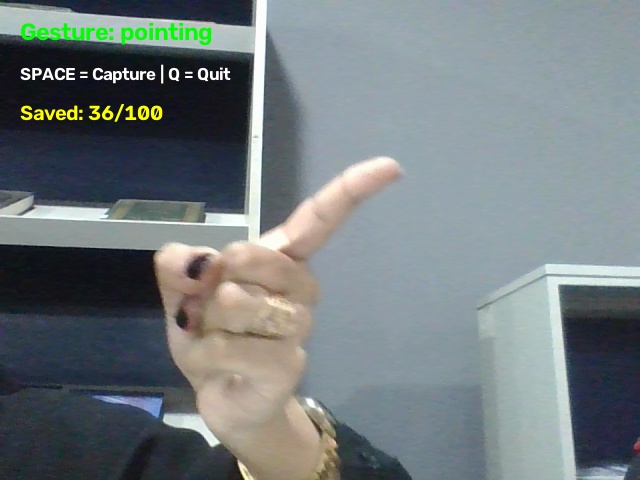 Gesture: pointing
SPACE = Capture | Q = Quit
Saved: 36/100